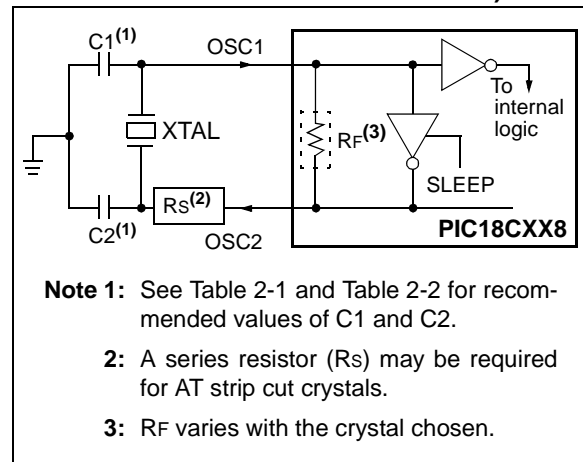 C1(1)
OSC1
To
internal
logic
XTAL
RF(3)
SLEEP
RS(2)
C2(1)
OSC2
PIC18CXX8
Note 1: See Table 2-1 and Table 2-2 for recom-
mended values of C1 and C2.
2: A series resistor (RS) may be required
for AT strip cut crystals.
3: RF varies with the crystal chosen.